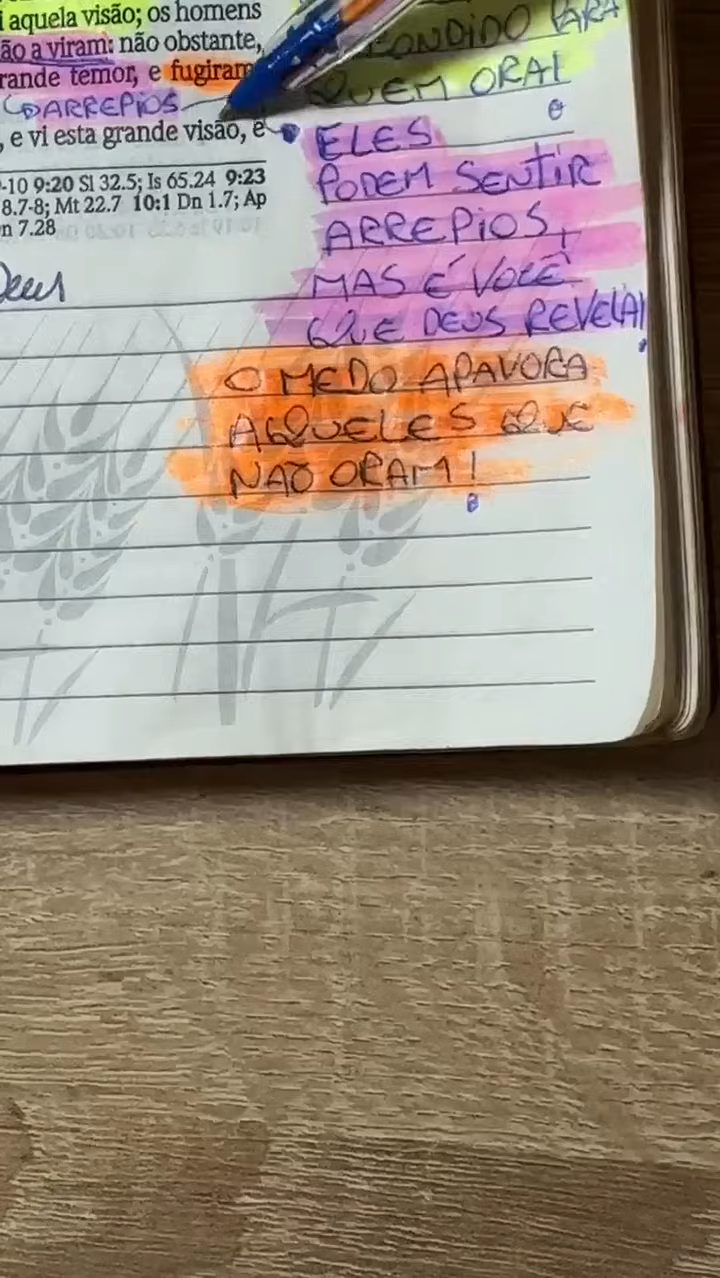 i aquela visão; os homens
ão a viram: não obstante,
rande temor, e fugiram
ARREPIOS
, e vi esta grande visão, e
-10 9:20 Sl 32.5; Is 65.24 9:23
8.7-8; Mt 22.7 10:1 Dn 1.7; Ap
n 7.28
Deus
ONDIDO PARA
QUEM ORA!
ELES
PODEM SENTIR
ARREPIOS,
MAS É VOCÊ
QUE DEUS REVELA!
O MEDO APAVORA
AQUELES QUE
NÃO ORAM!